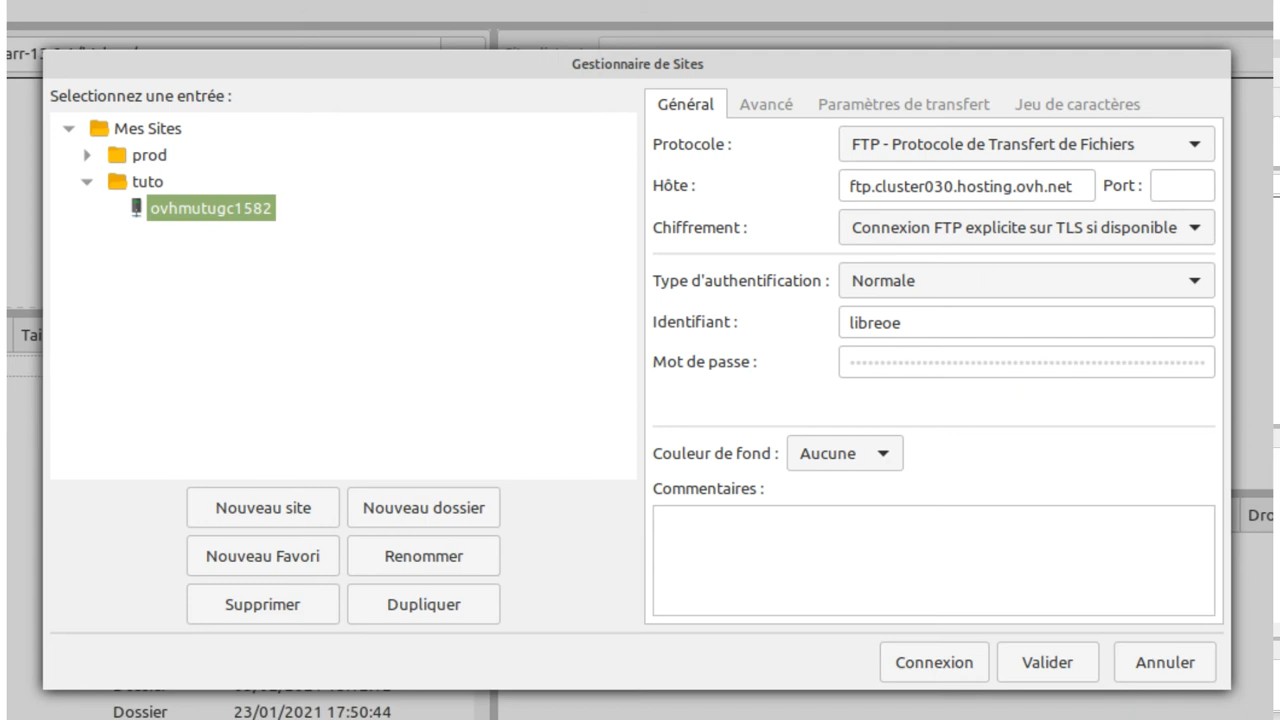 Gestionnaire de Sites
Selectionnez une entrée :
Mes Sites
prod
tuto
ovhmutugc1582
Nouveau site
Nouveau dossier
Nouveau Favori
Renommer
Supprimer
Dupliquer
Général
Avancé
Paramètres de transfert
Jeu de caractères
Protocole :
FTP - Protocole de Transfert de Fichiers
Hôte :
ftp.cluster030.hosting.ovh.net
Port :
Chiffrement :
Connexion FTP explicite sur TLS si disponible
Type d'authentification :
Normale
Identifiant :
libreoe
Mot de passe :
Couleur de fond :
Aucune
Commentaires :
Connexion
Valider
Annuler
Tai
Dro
Dossier 23/01/2021 17:50:44